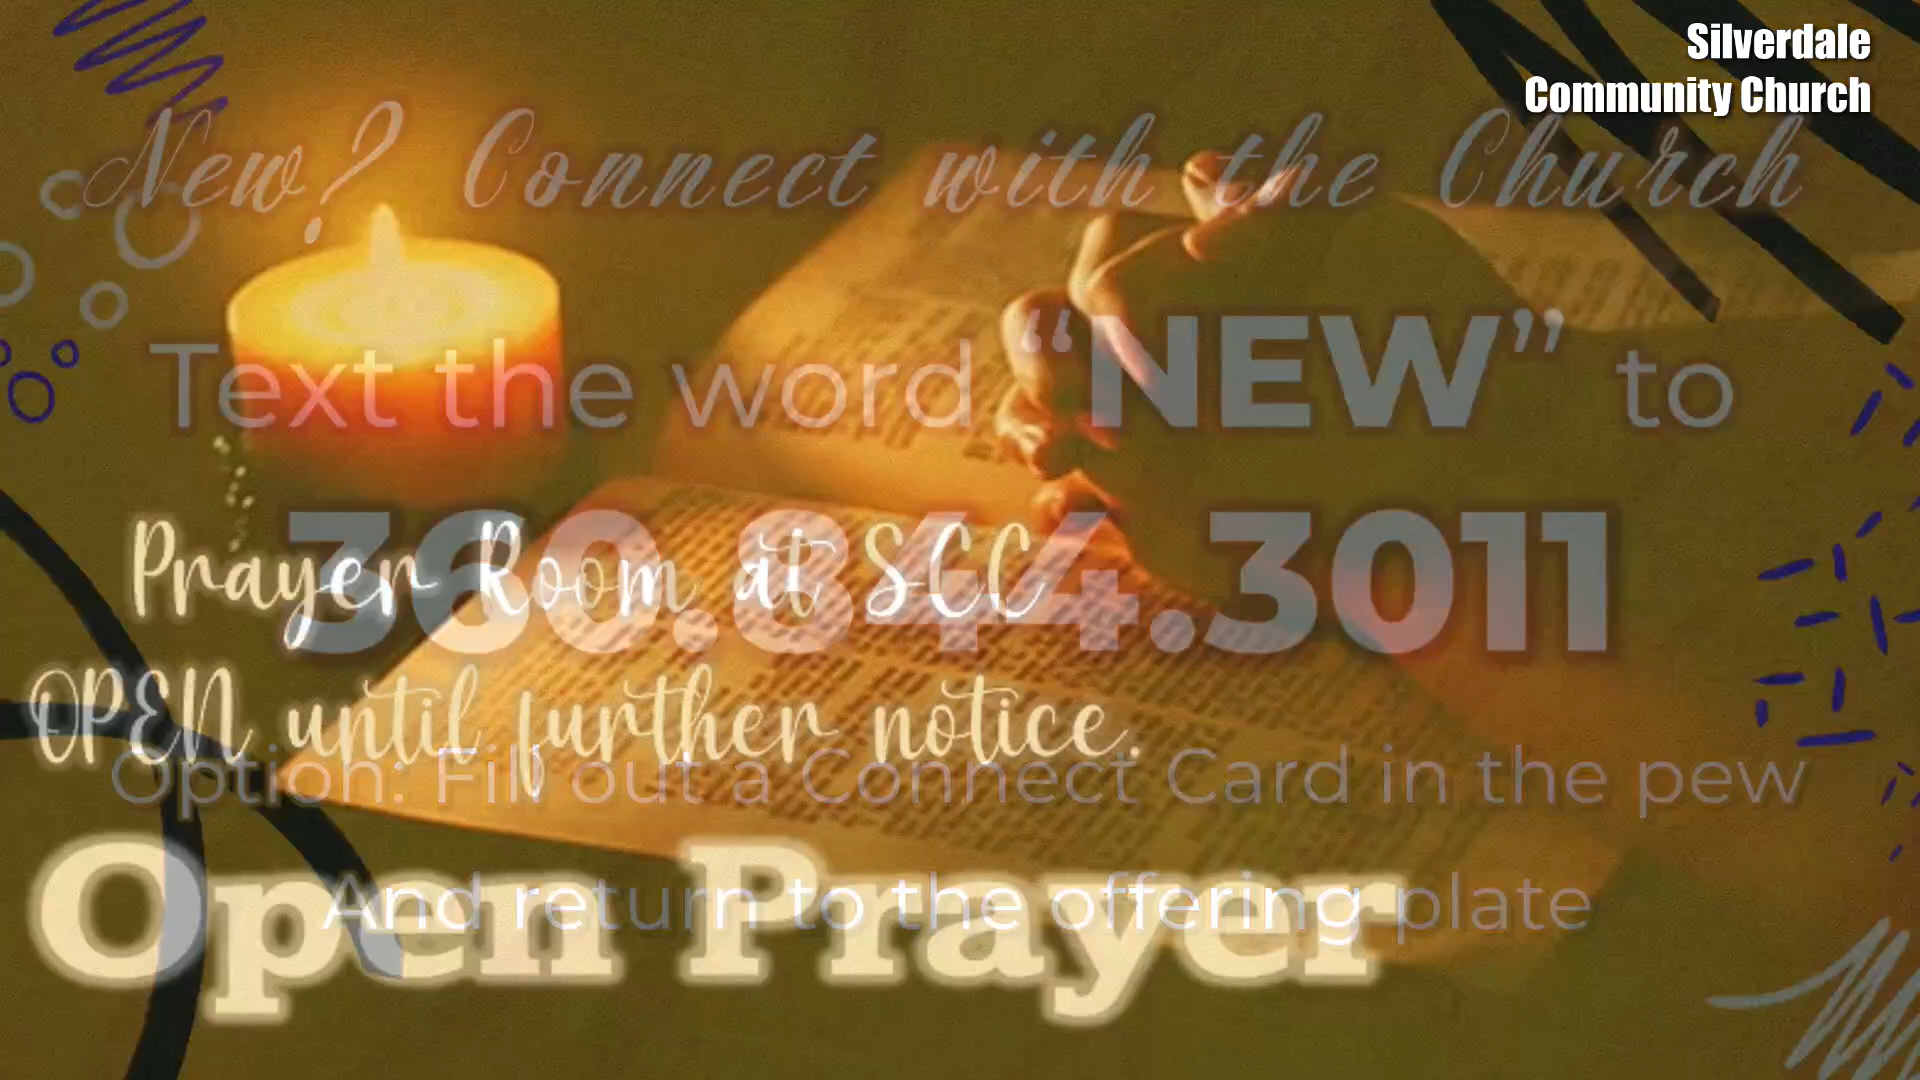 Silverdale
Community Church
New? Connect with the Church
Text the word “NEW” to
360.844.3011
Prayer Room at SCC
OPEN until further notice.
Option: Fill out a Connect Card in the pew
Open Prayer
And return to the offering plate